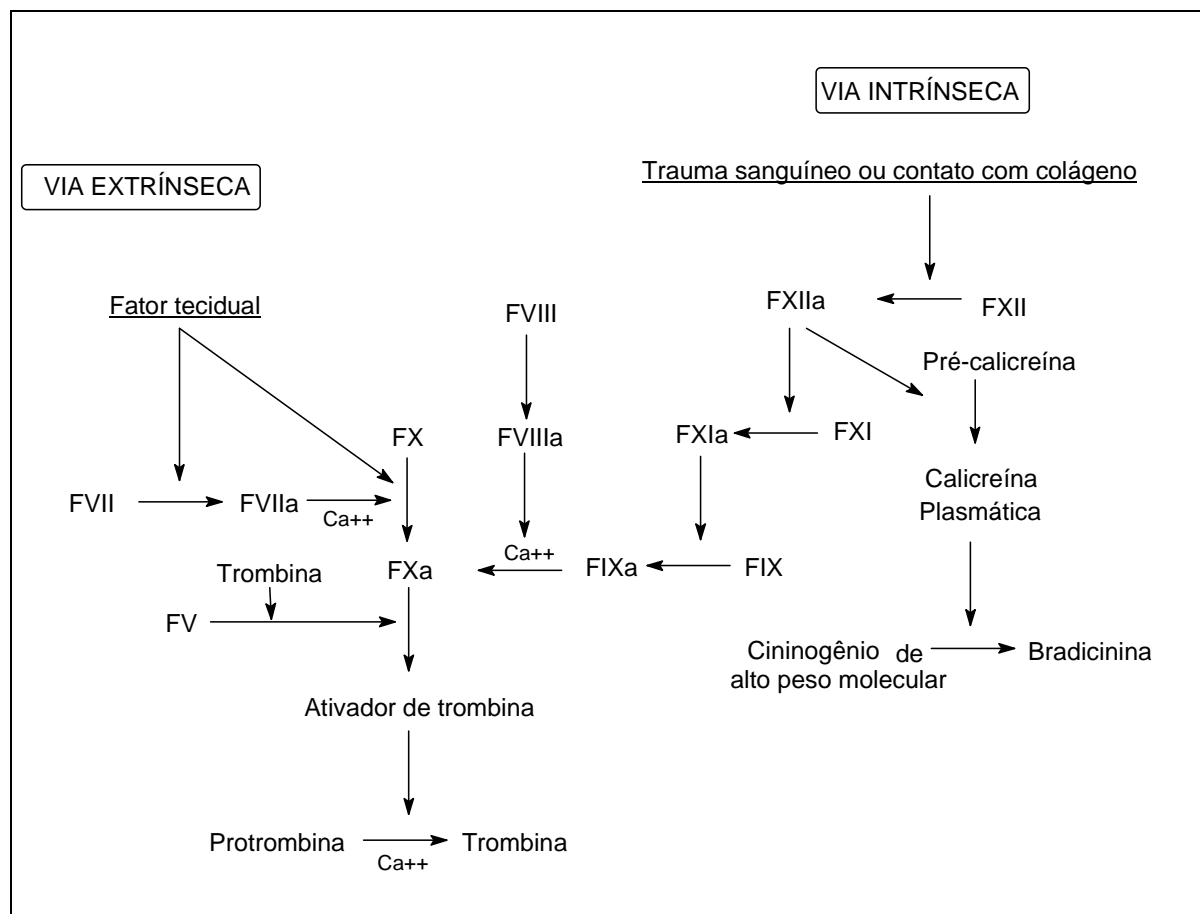 VIA INTRÍNSECA
Trauma sanguíneo ou contato com colágeno
VIA EXTRÍNSECA
Fator tecidual
FVIII
FXIIa
FXII
Pré-calicreína
FX
FVIIIa
FXIa
FXI
FVII
FVIIa
Ca++
Calicreína
Plasmática
Trombina
FXa
Ca++
FIXa
FIX
FV
Cininogênio de
alto peso molecular
Bradicinina
Ativador de trombina
Protrombina
Ca++
Trombina